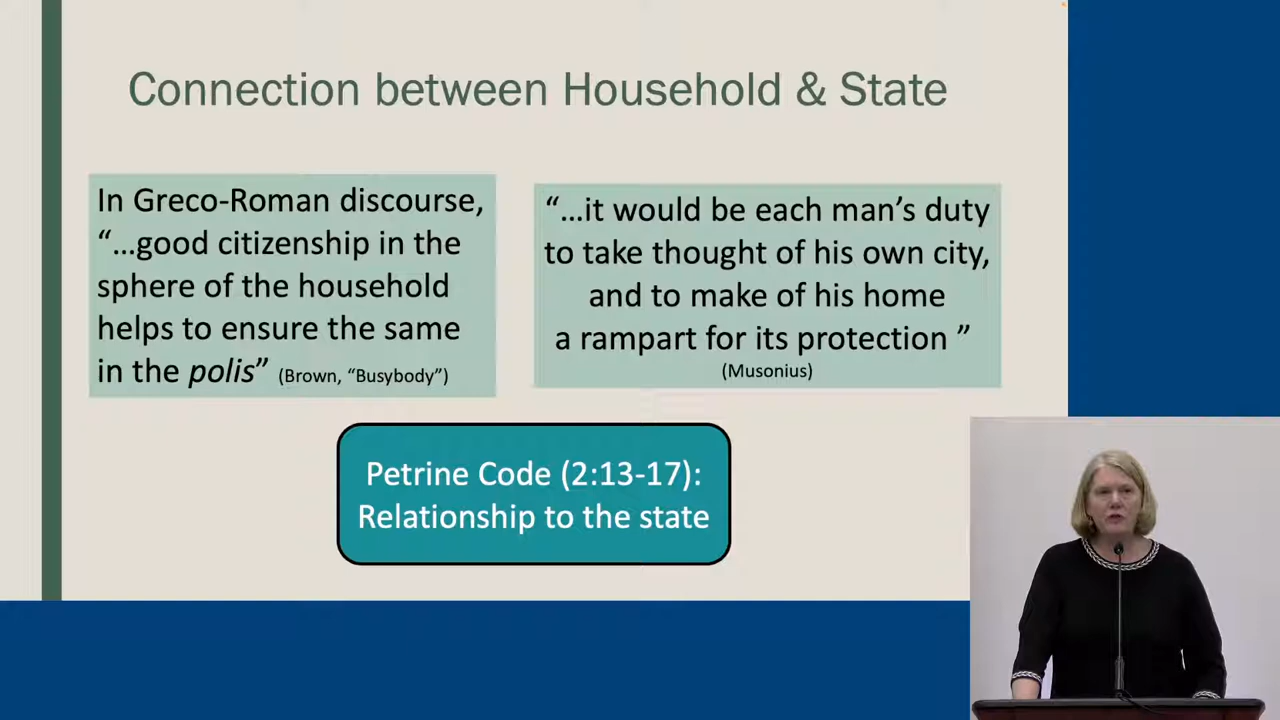 Connection between Household & State
In Greco-Roman discourse,
“…good citizenship in the
sphere of the household
helps to ensure the same
in the polis” (Brown, “Busybody”)
“…it would be each man’s duty
to take thought of his own city,
and to make of his home
a rampart for its protection ”
(Musonius)
Petrine Code (2:13-17):
Relationship to the state